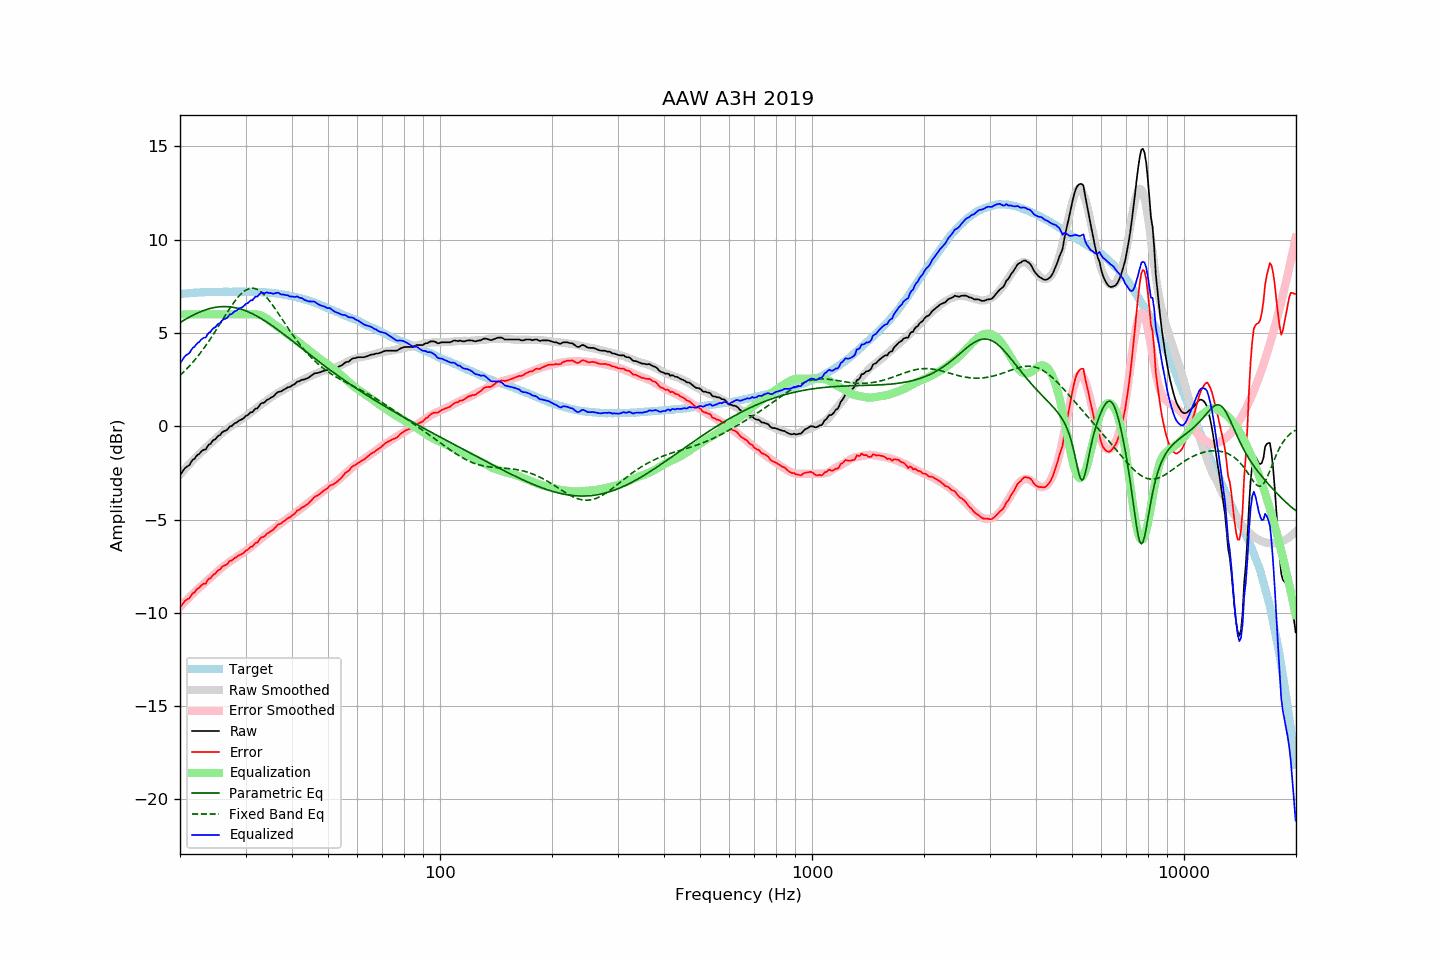 AAW A3H 2019
Amplitude (dBr)
15
10
5
0
−5
−10
−15
−20
Target
Raw Smoothed
Error Smoothed
Raw
Error
Equalization
Parametric Eq
Fixed Band Eq
Equalized
100
1000
10000
Frequency (Hz)